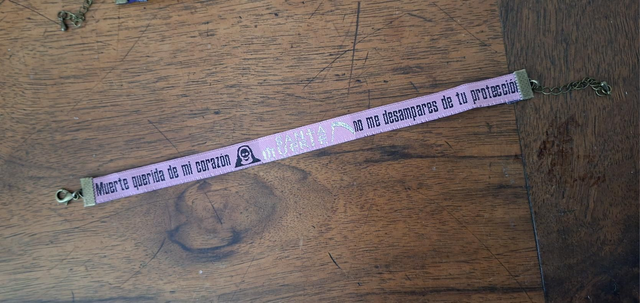 Muerte querida de mi corazón
SANTA
MUERTE
no me desampares de tu protección